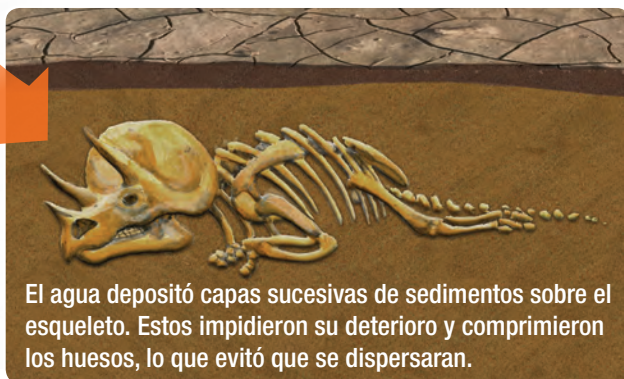 El agua depositó capas sucesivas de sedimentos sobre el
esqueleto. Estos impidieron su deterioro y comprimieron
los huesos, lo que evitó que se dispersaran.